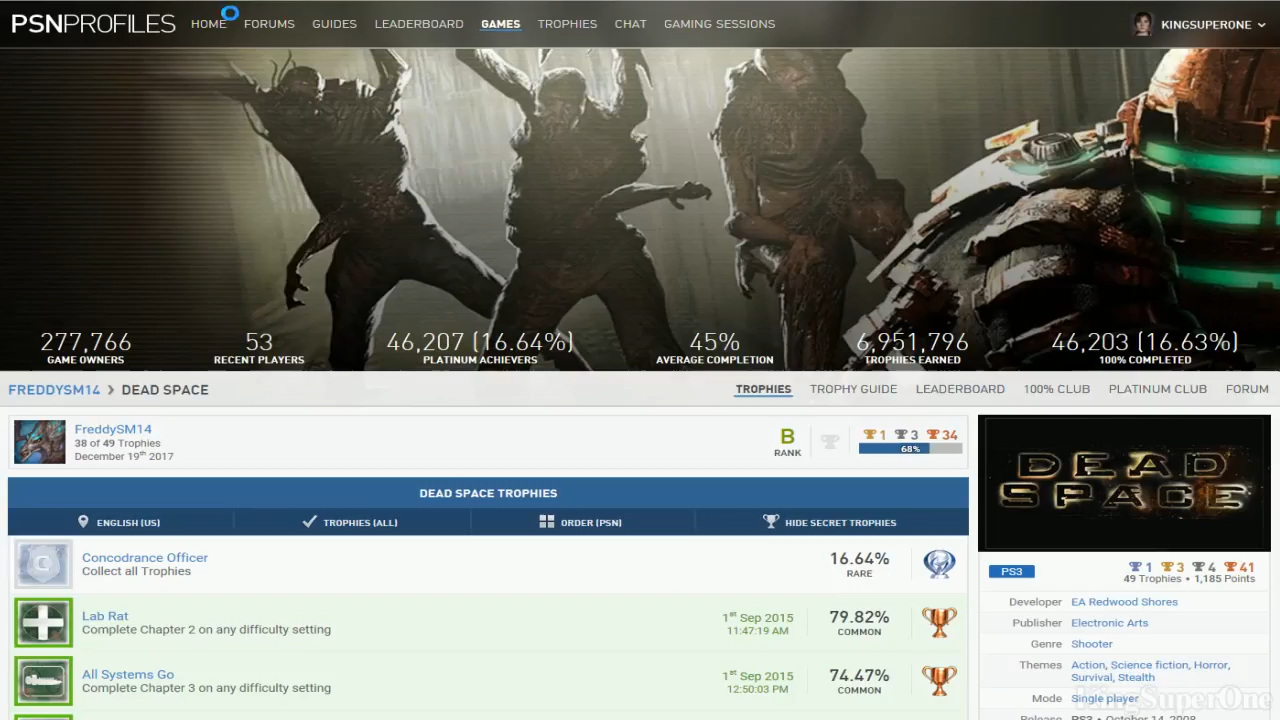 PSNPROFILES HOME FORUMS GUIDES LEADERBOARD GAMES TROPHIES CHAT GAMING SESSIONS KINGSUPERONE
277,766 53 46,207 (16.64%) 45% 6,951,796 46,203 (16.63%)
GAME OWNERS RECENT PLAYERS PLATINUM ACHIEVERS AVERAGE COMPLETION TROPHIES EARNED 100% COMPLETED
FREDDYSM14 > DEAD SPACE TROPHIES TROPHY GUIDE LEADERBOARD 100% CLUB PLATINUM CLUB FORUM
FreddySM14
38 of 49 Trophies
December 19th 2017
B
RANK
1 3 34
68%
DEAD SPACE TROPHIES
ENGLISH (US) TROPHIES (ALL) ORDER (PSN) HIDE SECRET TROPHIES
Concodrance Officer
Collect all Trophies
16.64%
RARE
Lab Rat
Complete Chapter 2 on any difficulty setting
1st Sep 2015
11:47:19 AM
79.82%
COMMON
All Systems Go
Complete Chapter 3 on any difficulty setting
1st Sep 2015
12:50:03 PM
74.47%
COMMON
DEAD
SPACE
PS3
1 3 4 41
49 Trophies • 1,185 Points
Developer EA Redwood Shores
Publisher Electronic Arts
Genre Shooter
Themes Action, Science fiction, Horror,
Survival, Stealth
Mode Single player
KingSuperOne
Release PS3 • October 14, 2008